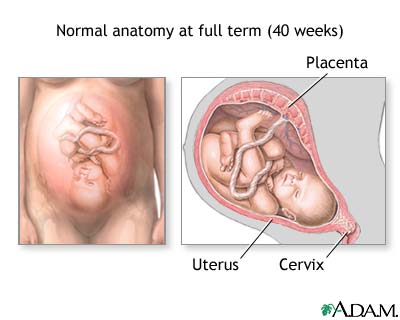 Normal anatomy at full term (40 weeks)
Placenta
Uterus
Cervix
A.D.A.M.